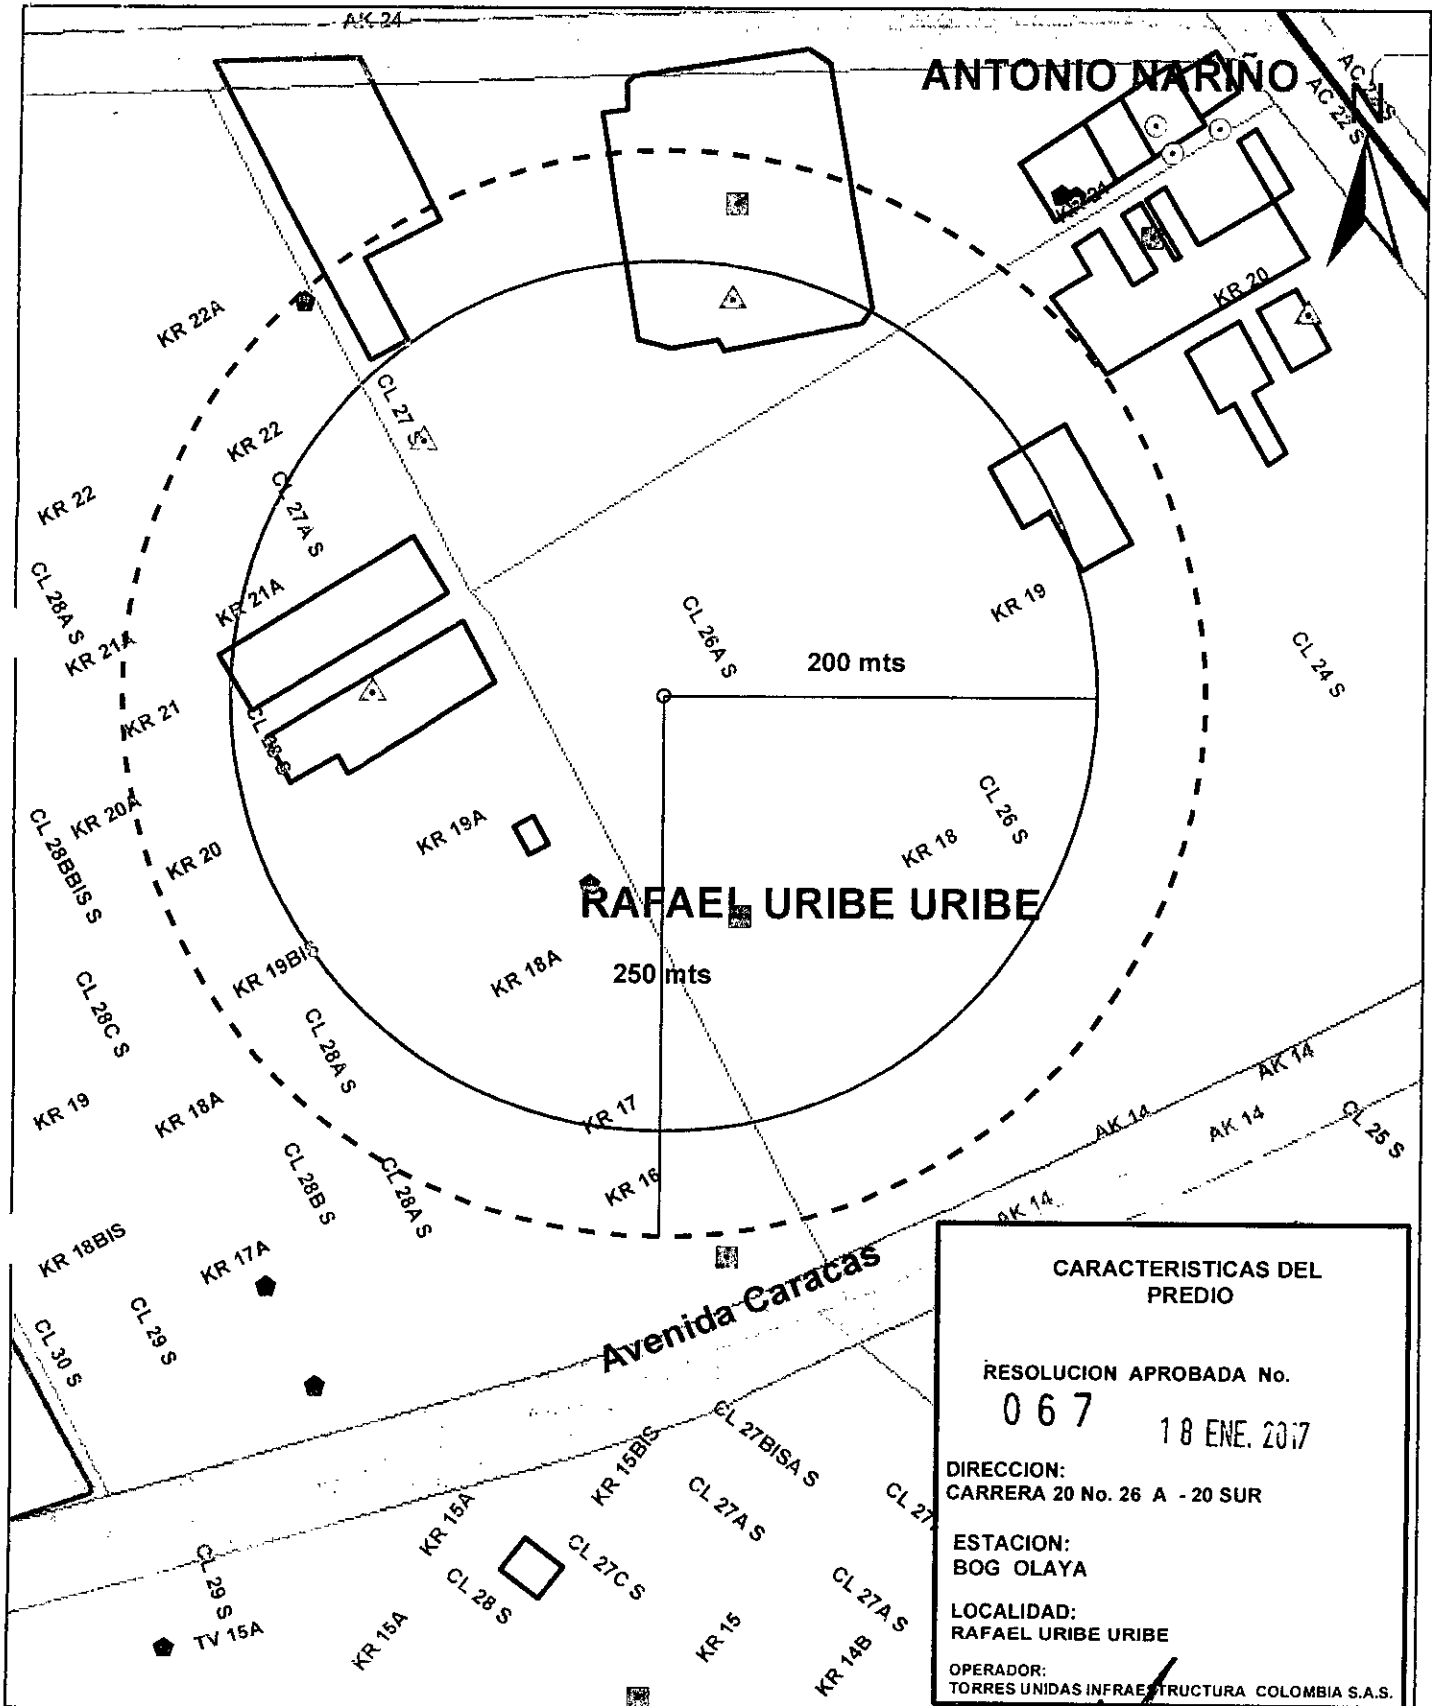 AK 24
ANTONIO NARIÑO
N
AC 22 S
KR 21
KR 20
KR 22A
CL 27 S
KR 22
KR 22
CL 27A S
CL 28A S
KR 21A
KR 21A
KR 19
CL 26A S
CL 24 S
200 mts
KR 21
CL 28 S
CL 26 S
KR 20A
KR 19A
KR 18
CL 28BBIS S
KR 20
RAFAEL URIBE URIBE
KR 19BIS
KR 18A
250 mts
CL 28C S
CL 28A S
AK 14
KR 19
KR 18A
KR 17
AK 14
AK 14
CL 25 S
CL 28B S
CL 28A S
KR 16
AK 14
KR 18BIS
KR 17A
Avenida Caracas
CL 30 S
CL 29 S
CL 27BISA S
KR 15BIS
CL 27A S
KR 15A
CL 29 S
CL 28 S
CL 27C S
CL 27A S
TV 15A
KR 15A
KR 15
KR 14B
CARACTERISTICAS DEL
PREDIO
RESOLUCION APROBADA No.
067 18 ENE. 2017
DIRECCION:
CARRERA 20 No. 26 A - 20 SUR
ESTACION:
BOG OLAYA
LOCALIDAD:
RAFAEL URIBE URIBE
OPERADOR:
TORRES UNIDAS INFRAESTRUCTURA COLOMBIA S.A.S.